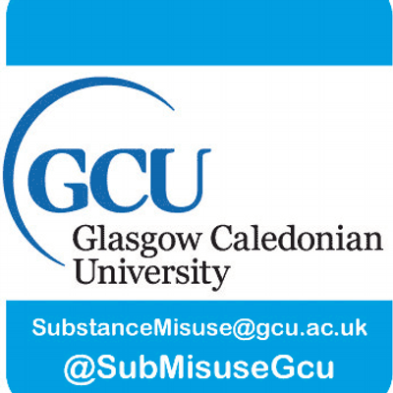 GCU
Glasgow Caledonian
University
SubstanceMisuse@gcu.ac.uk
@SubMisuseGcu